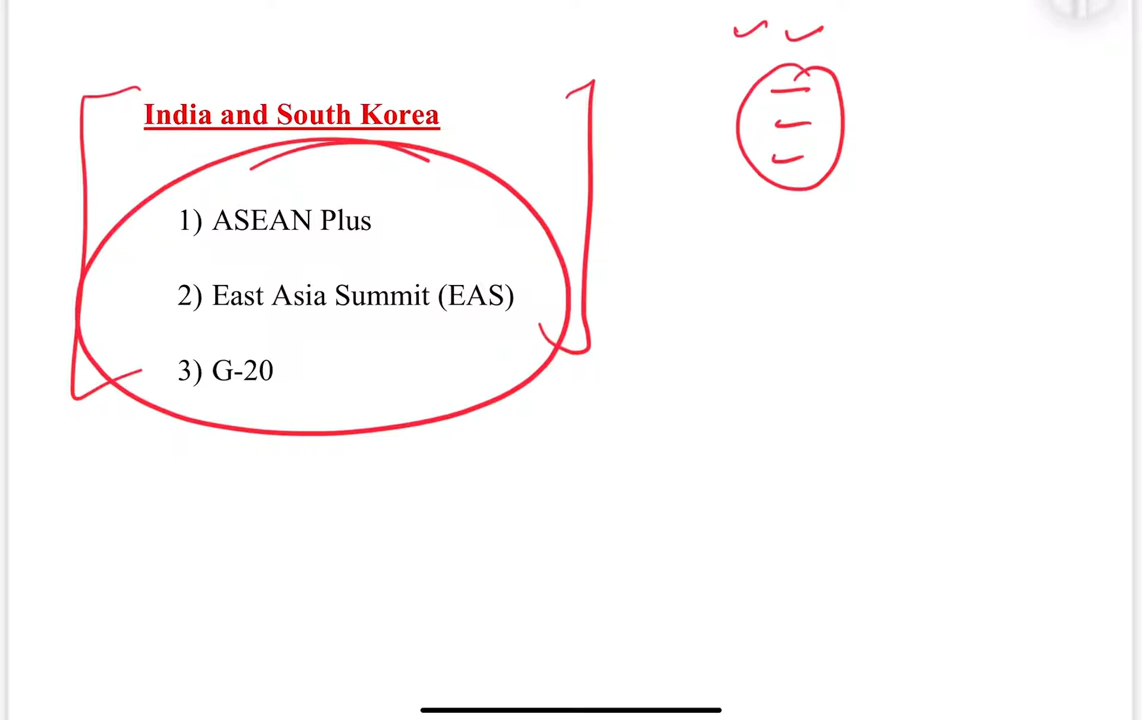 India and South Korea
1) ASEAN Plus
2) East Asia Summit (EAS)
3) G-20